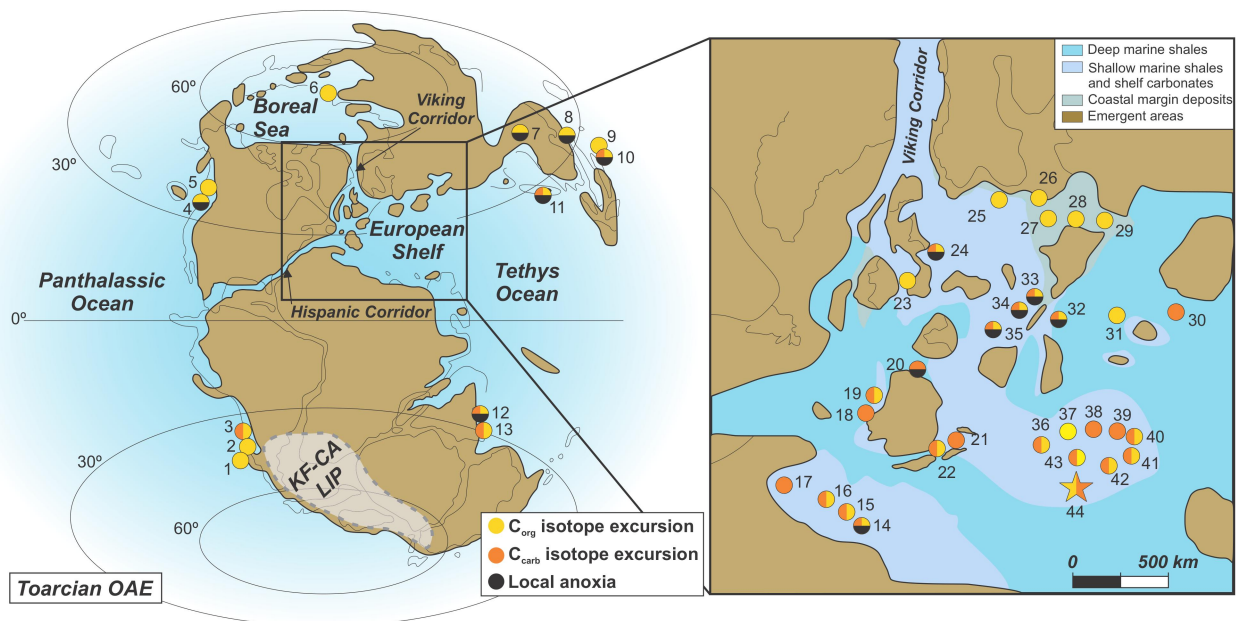 60º
30º
0º
30º
60º
Boreal
Sea
Viking
Corridor
European
Shelf
Panthalassic
Ocean
Tethys
Ocean
Hispanic Corridor
KF-CA
LIP
1
2
3
4
5
6
7
8
9
10
11
12
13
Toarcian OAE
Corg isotope excursion
Ccarb isotope excursion
Local anoxia
Viking Corridor
Deep marine shales
Shallow marine shales
and shelf carbonates
Coastal margin deposits
Emergent areas
14
15
16
17
18
19
20
21
22
23
24
25
26
27
28
29
30
31
32
33
34
35
36
37
38
39
40
41
42
43
44
0 500 km